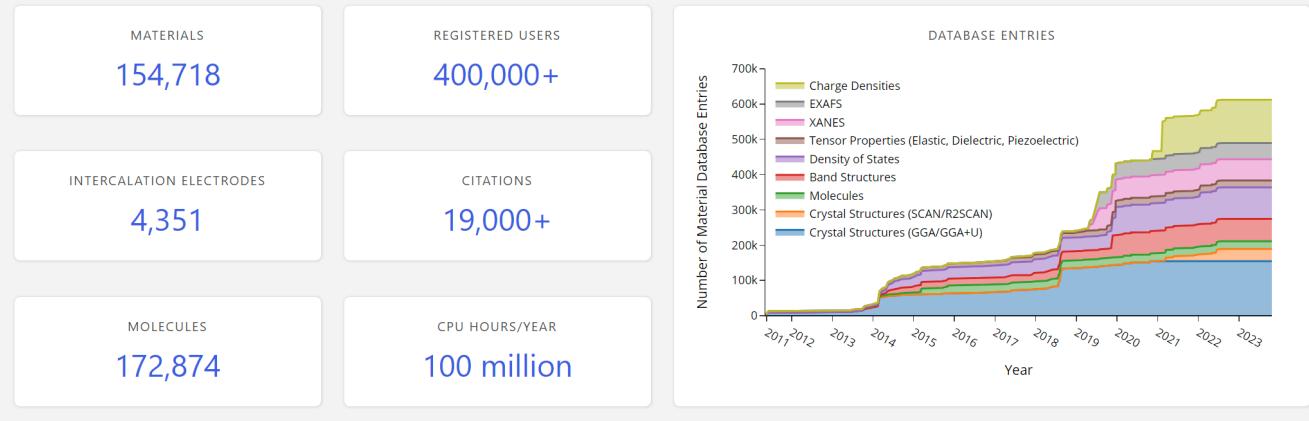 MATERIALS
154,718
REGISTERED USERS
400,000+
INTERCALATION ELECTRODES
4,351
CITATIONS
19,000+
MOLECULES
172,874
CPU HOURS/YEAR
100 million
DATABASE ENTRIES
Number of Material Database Entries
700k
600k
500k
400k
300k
200k
100k
0
Charge Densities
EXAFS
XANES
Tensor Properties (Elastic, Dielectric, Piezoelectric)
Density of States
Band Structures
Molecules
Crystal Structures (SCAN/R2SCAN)
Crystal Structures (GGA/GGA+U)
2011 2012 2013 2014 2015 2016 2017 2018 2019 2020 2021 2022 2023
Year